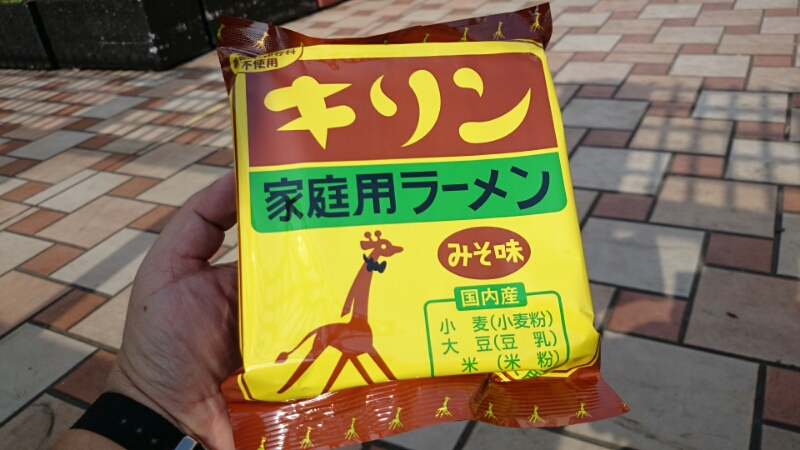 不使用
キリン
家庭用ラーメン
みそ味
国内産
小麦(小麦粉)
大豆(豆乳)
米(米粉)